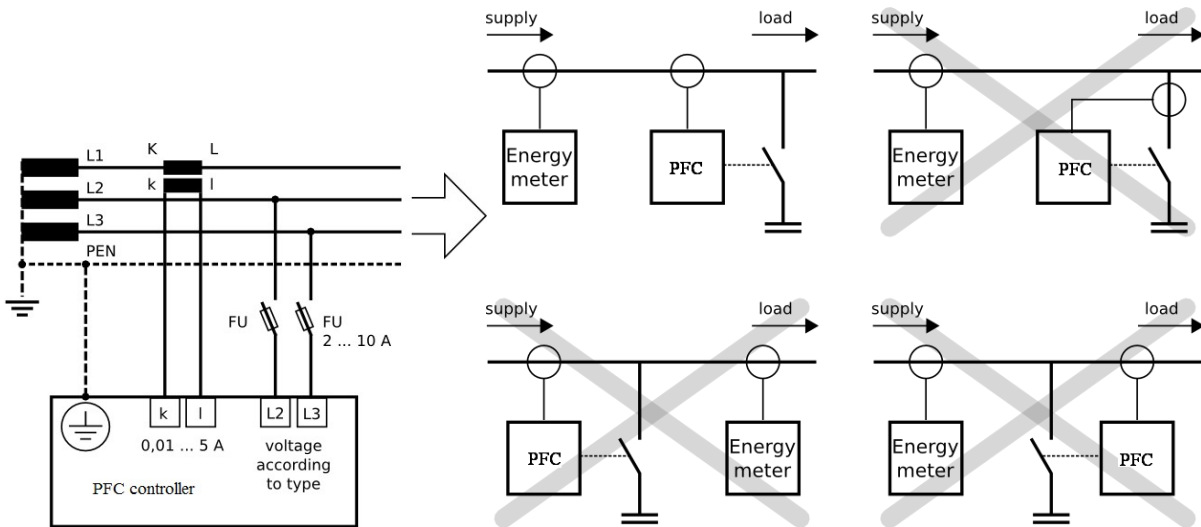 L1
K
L
L2
k
l
L3
PEN
FU
FU
2 ... 10 A
k
l
L2
L3
0,01 ... 5 A
voltage
according
to type
PFC controller
supply
load
Energy
meter
PFC
supply
load
Energy
meter
PFC
supply
load
PFC
Energy
meter
supply
load
Energy
meter
PFC